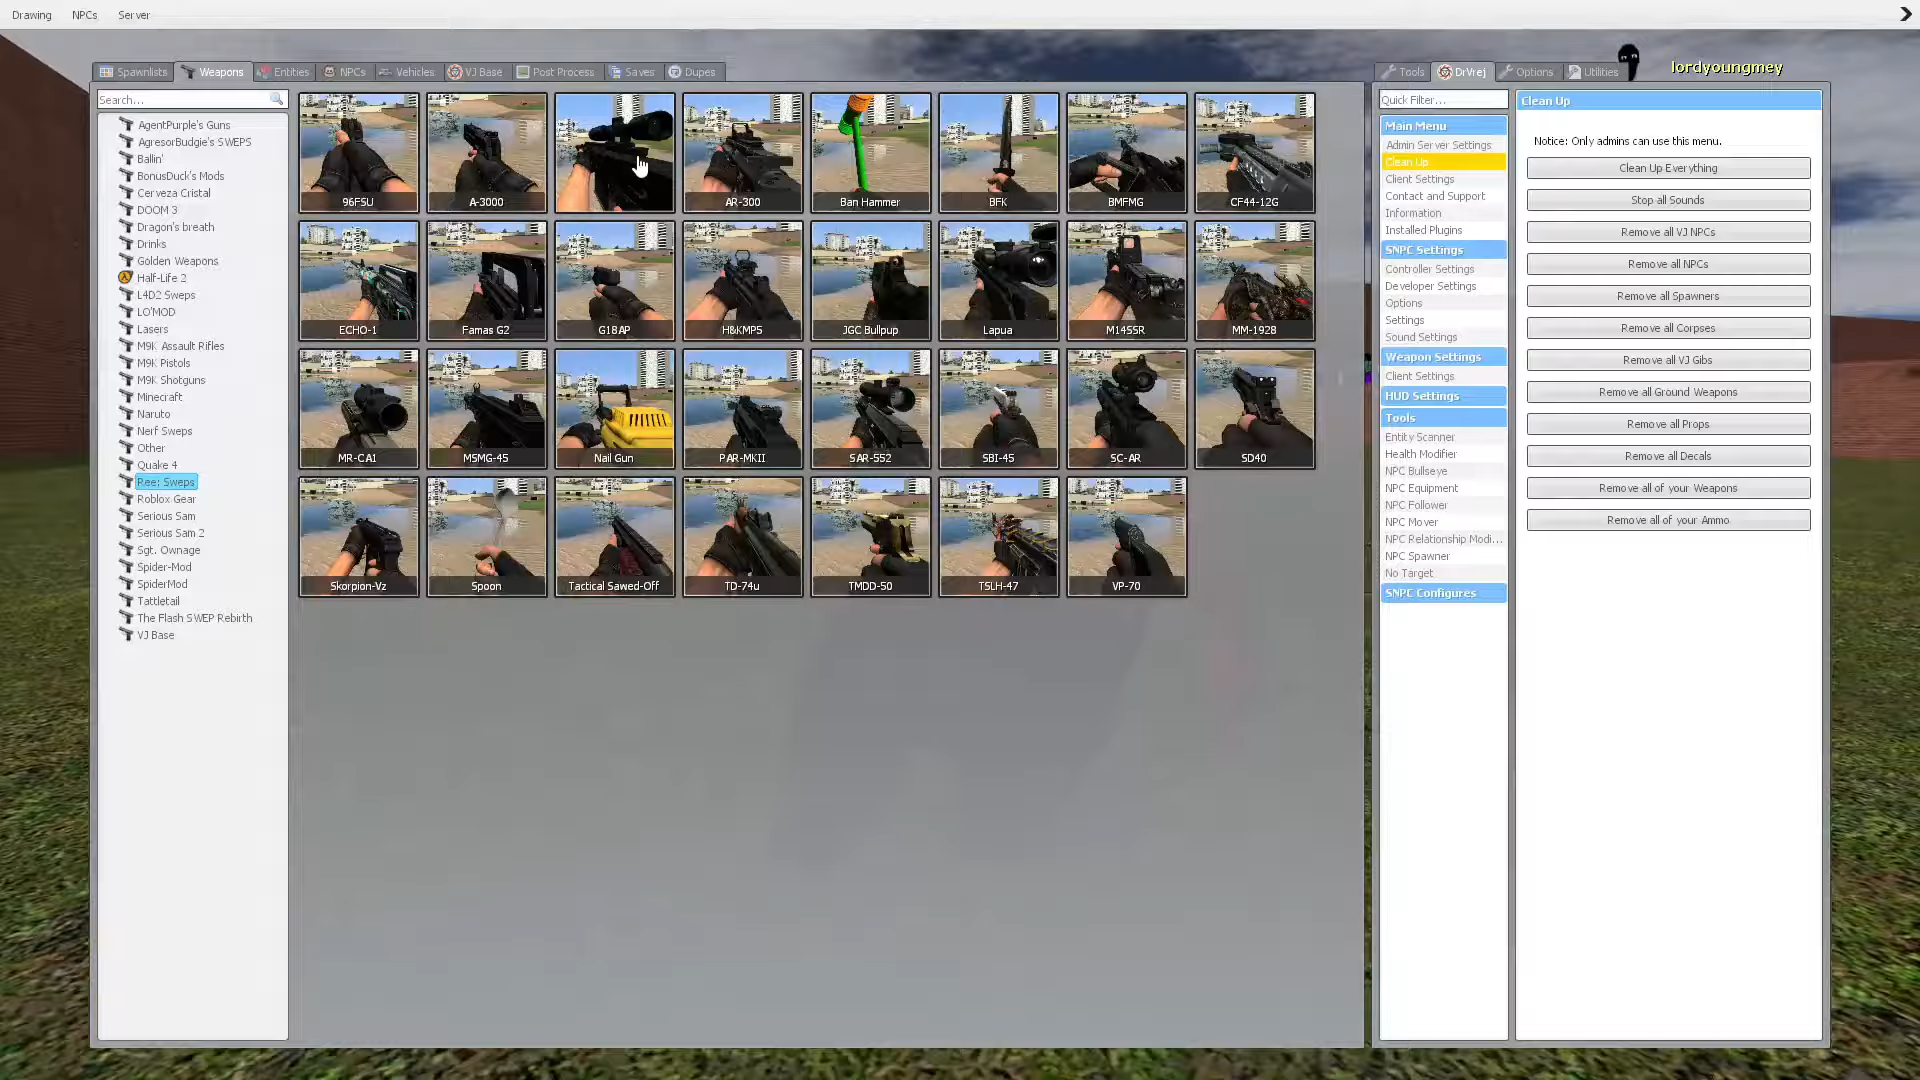 Drawing NPCs Server
lordyoungmey
Spawnlists Weapons Entities NPCs Vehicles VJ Base Post Process Saves Dupes
Tools DrVrej Options Utilities
Search...
AgentPurple's Guns
AgresorBudgie's SWEPS
Ballin'
BonusDuck's Mods
Cerveza Cristal
DOOM 3
Dragon's breath
Drinks
Golden Weapons
Half-Life 2
L4D2 Sweps
LO'MOD
Lasers
M9K Assault Rifles
M9K Pistols
M9K Shotguns
Minecraft
Naruto
Nerf Sweps
Other
Quake 4
Ree; Sweps
Roblox Gear
Serious Sam
Serious Sam 2
Sgt. Ownage
Spider-Mod
SpiderMod
Tattletail
The Flash SWEP Rebirth
VJ Base
96FSU A-3000 AR-300 Ban Hammer BFK BMFMG CF44-12G
ECHO-1 Famas G2 G18AP H&KMP5 JGC Bullpup Lapua M14SSR MM-1928
MR-CA1 MSMG-45 Nail Gun PAR-MKII SAR-552 SBI-45 SC-AR SD40
Skorpion-Vz Spoon Tactical Sawed-Off TD-74u TMDD-50 TSLH-47 VP-70
Quick Filter...
Main Menu
Admin Server Settings
Clean Up
Client Settings
Contact and Support
Information
Installed Plugins
SNPC Settings
Controller Settings
Developer Settings
Options
Settings
Sound Settings
Weapon Settings
Client Settings
HUD Settings
Tools
Entity Scanner
Health Modifier
NPC Bullseye
NPC Equipment
NPC Follower
NPC Mover
NPC Relationship Modi...
NPC Spawner
No Target
SNPC Configures
Clean Up
Notice: Only admins can use this menu.
Clean Up Everything
Stop all Sounds
Remove all VJ NPCs
Remove all NPCs
Remove all Spawners
Remove all Corpses
Remove all VJ Gibs
Remove all Ground Weapons
Remove all Props
Remove all Decals
Remove all of your Weapons
Remove all of your Ammo